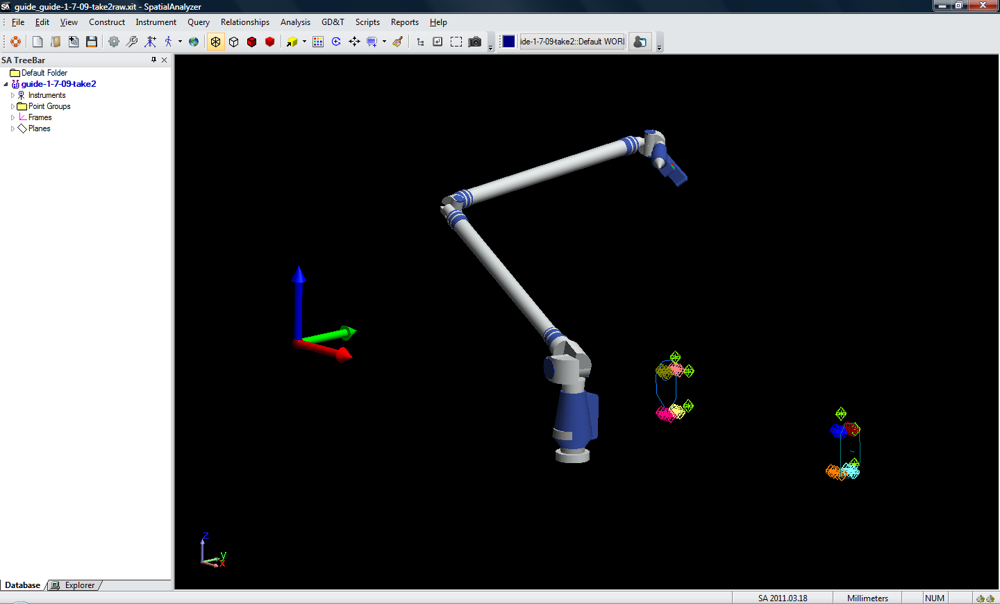 SA guide_guide-1-7-09-take2raw.xit - SpatialAnalyzer
File Edit View Construct Instrument Query Relationships Analysis GD&T Scripts Reports Help
ide-1-7-09-take2::Default WORl
SA TreeBar
Default Folder
guide-1-7-09-take2
Instruments
Point Groups
Frames
Planes
Z
y
x
Database Explorer
SA 2011.03.18 Millimeters NUM